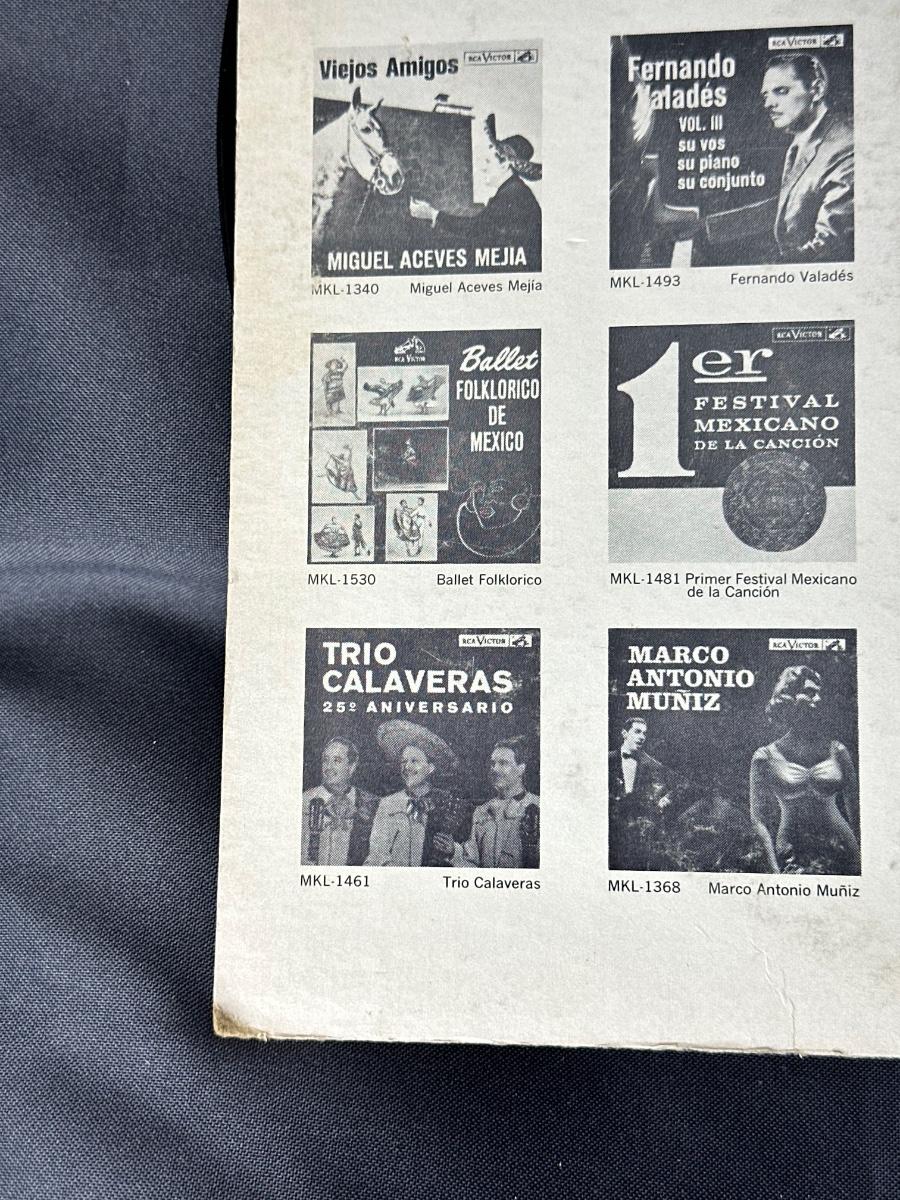 Viejos Amigos
RCA VICTOR
MIGUEL ACEVES MEJIA
MKL-1340 Miguel Aceves Mejía
RCA VICTOR
Fernando
Valadés
VOL. III
su vos
su piano
su conjunto
MKL-1493 Fernando Valadés
RCA VICTOR
Ballet
FOLKLORICO
DE
MEXICO
MKL-1530 Ballet Folklorico
RCA VICTOR
1er
FESTIVAL
MEXICANO
DE LA CANCIÓN
MKL-1481 Primer Festival Mexicano
de la Canción
RCA VICTOR
TRIO
CALAVERAS
25º ANIVERSARIO
MKL-1461 Trio Calaveras
RCA VICTOR
MARCO
ANTONIO
MUÑIZ
MKL-1368 Marco Antonio Muñiz